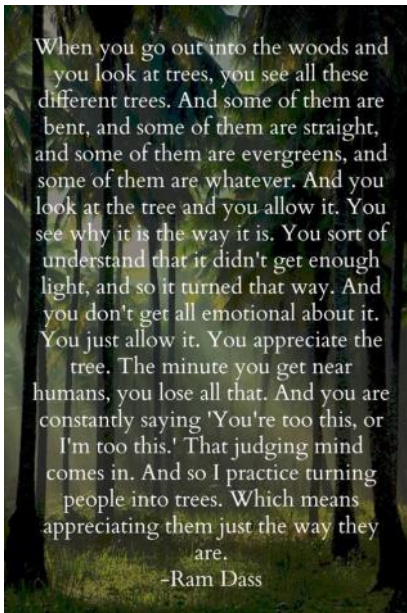 When you go out into the woods and
you look at trees, you see all these
different trees. And some of them are
bent, and some of them are straight,
and some of them are evergreens, and
some of them are whatever. And you
look at the tree and you allow it. You
see why it is the way it is. You sort of
understand that it didn't get enough
light, and so it turned that way. And
you don't get all emotional about it.
You just allow it. You appreciate the
tree. The minute you get near
humans, you lose all that. And you are
constantly saying 'You're too this, or
I'm too this.' That judging mind
comes in. And so I practice turning
people into trees. Which means
appreciating them just the way they
are.
-Ram Dass